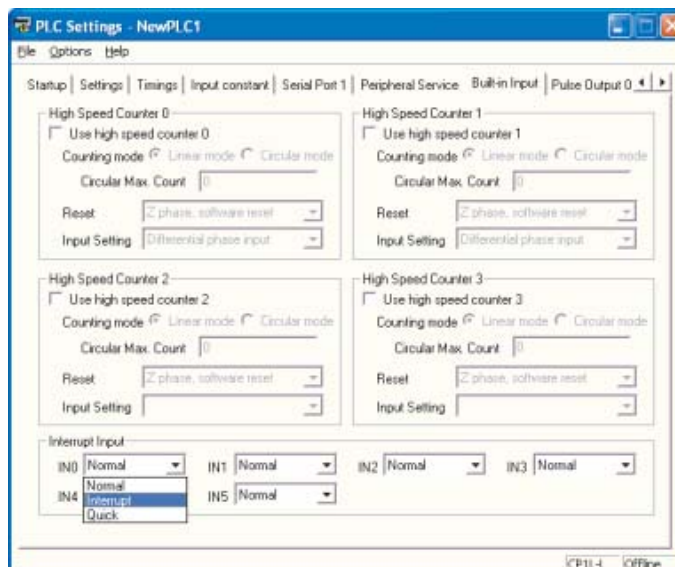 PLC Settings - NewPLC1
File Options Help
Startup Settings Timings Input constant Serial Port 1 Peripheral Service Built-in Input Pulse Output 0
High Speed Counter 0 High Speed Counter 1
Use high speed counter 0 Use high speed counter 1
Counting mode Linear mode Circular mode Counting mode Linear mode Circular mode
Circular Max. Count 0 Circular Max. Count 0
Reset Z phase, software reset Reset Z phase, software reset
Input Setting Differential phase input Input Setting Differential phase input
High Speed Counter 2 High Speed Counter 3
Use high speed counter 2 Use high speed counter 3
Counting mode Linear mode Circular mode Counting mode Linear mode Circular mode
Circular Max. Count 0 Circular Max. Count 0
Reset Z phase, software reset Reset Z phase, software reset
Input Setting Input Setting
Interrupt Input
IN0 Normal IN1 Normal IN2 Normal IN3 Normal
Normal
IN4 Interrupt IN5 Normal
Quick
CP1L-L Offline